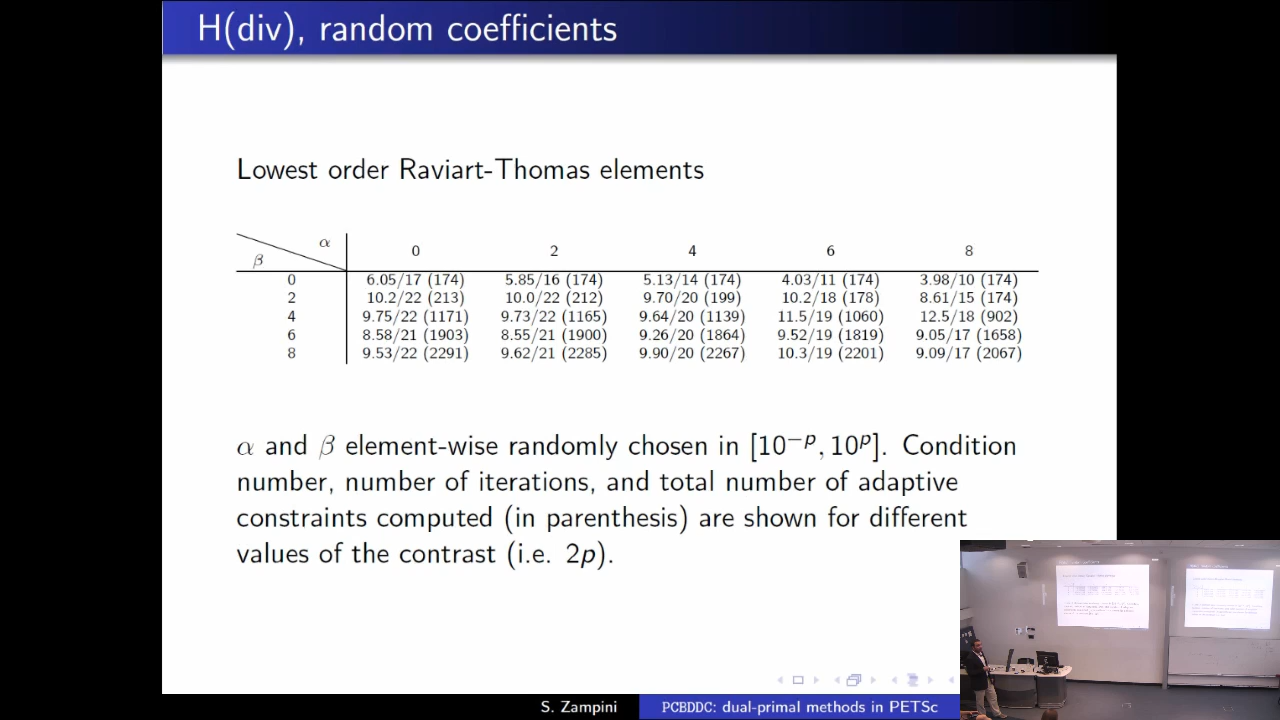 H(div), random coefficients
Lowest order Raviart-Thomas elements
α
β
0 2 4 6 8
0 6.05/17 (174) 5.85/16 (174) 5.13/14 (174) 4.03/11 (174) 3.98/10 (174)
2 10.2/22 (213) 10.0/22 (212) 9.70/20 (199) 10.2/18 (178) 8.61/15 (174)
4 9.75/22 (1171) 9.73/22 (1165) 9.64/20 (1139) 11.5/19 (1060) 12.5/18 (902)
6 8.58/21 (1903) 8.55/21 (1900) 9.26/20 (1864) 9.52/19 (1819) 9.05/17 (1658)
8 9.53/22 (2291) 9.62/21 (2285) 9.90/20 (2267) 10.3/19 (2201) 9.09/17 (2067)
α and β element-wise randomly chosen in [10⁻ᵖ, 10ᵖ]. Condition
number, number of iterations, and total number of adaptive
constraints computed (in parenthesis) are shown for different
values of the contrast (i.e. 2p).
S. Zampini PCBDDC: dual-primal methods in PETSc